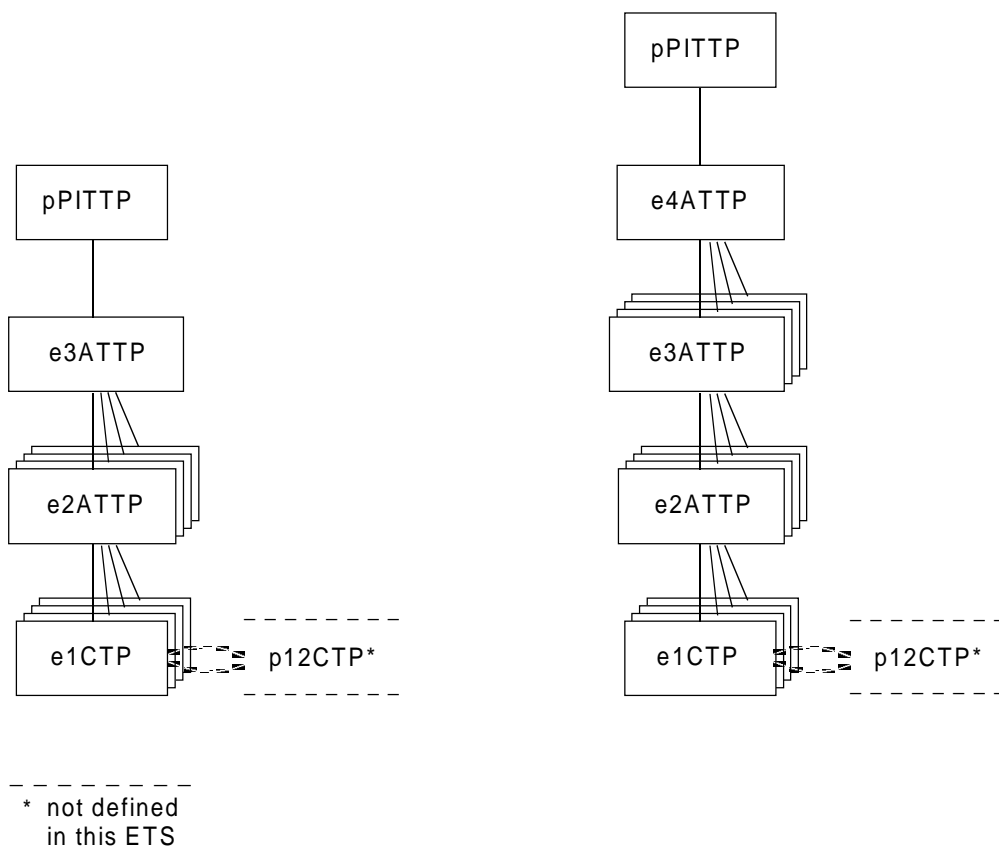 pPITTP
e3ATTP
e2ATTP
e1CTP
p12CTP*
pPITTP
e4ATTP
e3ATTP
e2ATTP
e1CTP
p12CTP*
* not defined
in this ETS